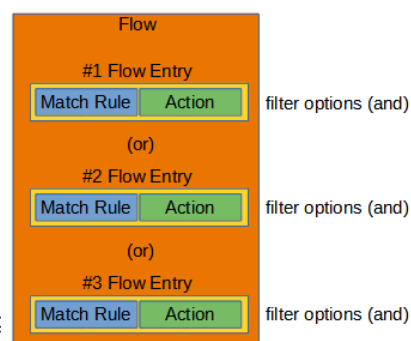 Flow
#1 Flow Entry
Match Rule Action filter options (and)
(or)
#2 Flow Entry
Match Rule Action filter options (and)
(or)
#3 Flow Entry
Match Rule Action filter options (and)